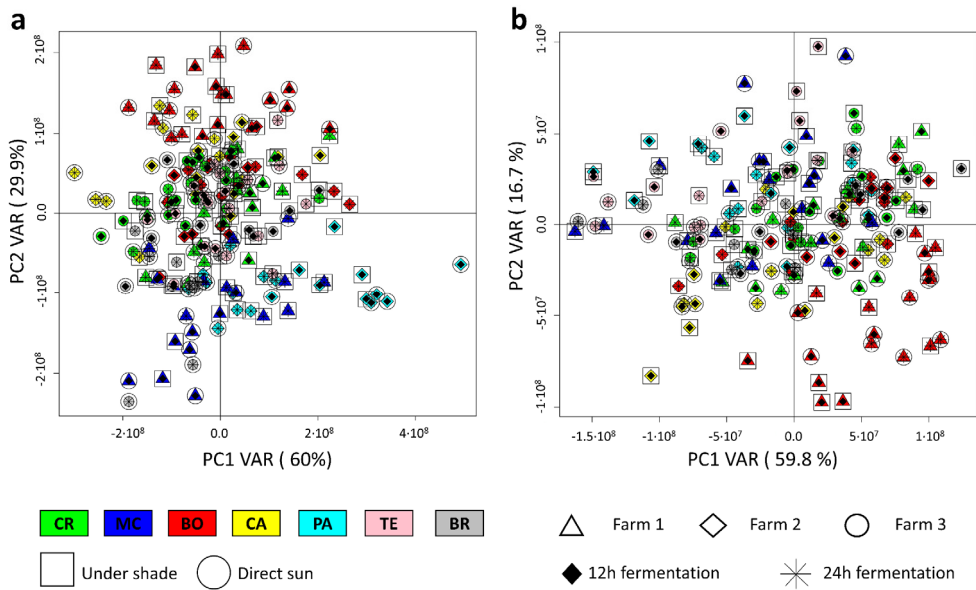 a
b
2·10⁸
1·10⁸
0.0
-1·10⁸
-2·10⁸
PC2 VAR ( 29.9%)
-2·10⁸ 0.0 2·10⁸ 4·10⁸
PC1 VAR ( 60%)
1·10⁸
5·10⁷
0.0
-5·10⁷
-1·10⁸
PC2 VAR ( 16.7 %)
-1.5·10⁸ -1·10⁸ -5·10⁷ 0.0 5·10⁷ 1·10⁸
PC1 VAR ( 59.8 %)
CR MC BO CA PA TE BR
Under shade Direct sun
Farm 1 Farm 2 Farm 3
12h fermentation 24h fermentation